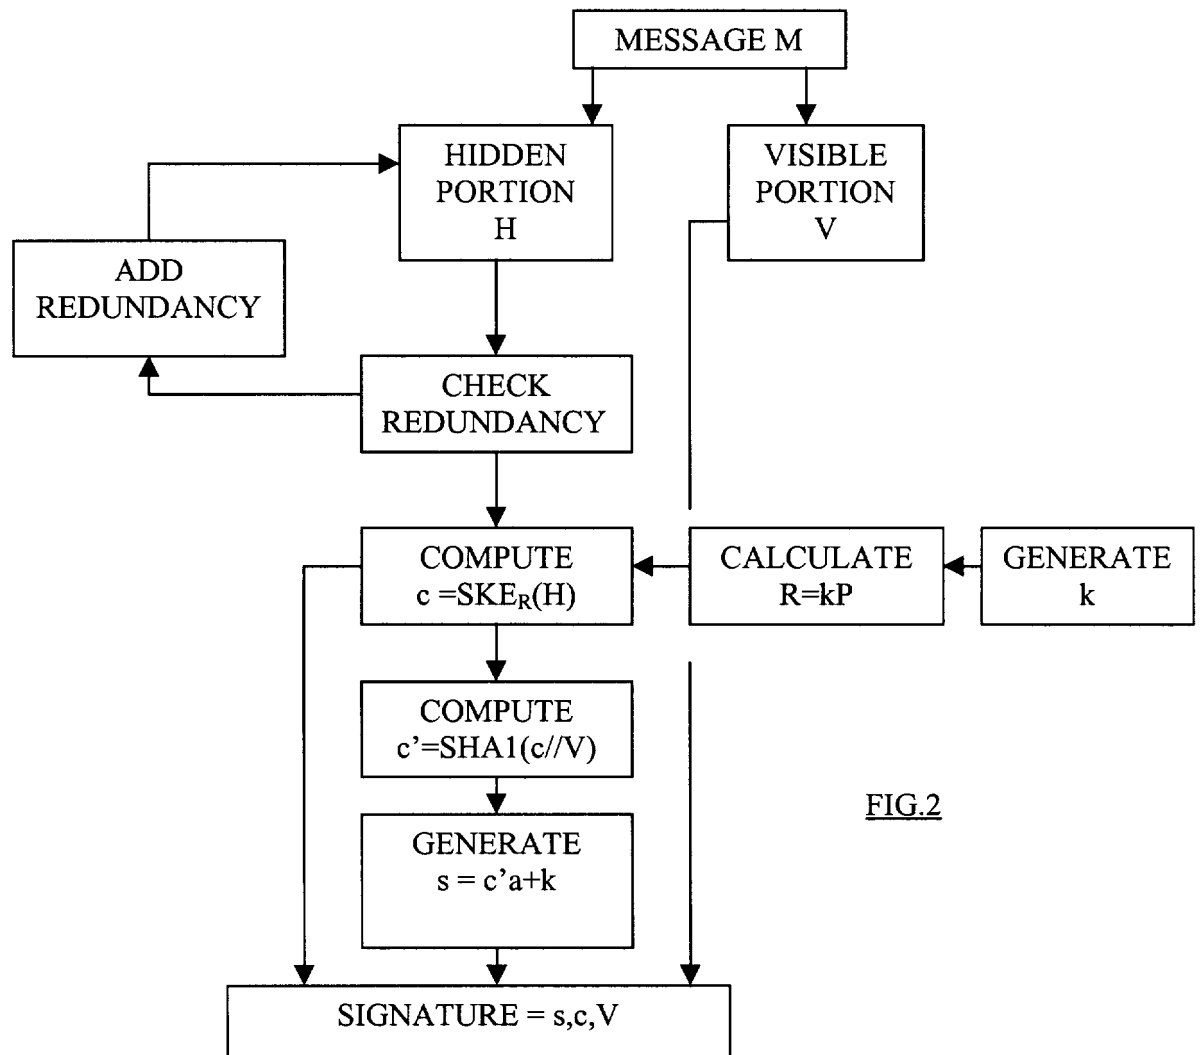 MESSAGE M
HIDDEN
PORTION
H
VISIBLE
PORTION
V
ADD
REDUNDANCY
CHECK
REDUNDANCY
COMPUTE
c =SKE_R(H)
CALCULATE
R=kP
GENERATE
k
COMPUTE
c’=SHA1(c//V)
GENERATE
s = c’a+k
FIG.2
SIGNATURE = s,c,V